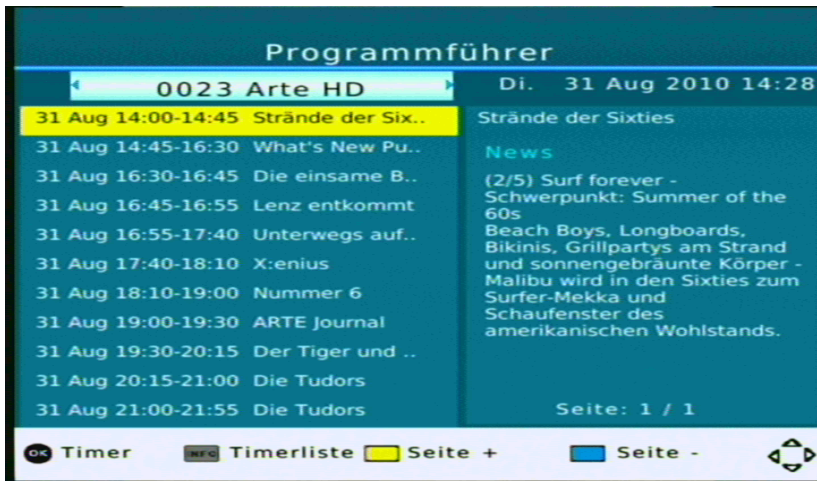 Programmführer
0023 Arte HD
Di. 31 Aug 2010 14:28
31 Aug 14:00-14:45 Strände der Six..
31 Aug 14:45-16:30 What's New Pu..
31 Aug 16:30-16:45 Die einsame B..
31 Aug 16:45-16:55 Lenz entkommt
31 Aug 16:55-17:40 Unterwegs auf..
31 Aug 17:40-18:10 X:enius
31 Aug 18:10-19:00 Nummer 6
31 Aug 19:00-19:30 ARTE Journal
31 Aug 19:30-20:15 Der Tiger und ..
31 Aug 20:15-21:00 Die Tudors
31 Aug 21:00-21:55 Die Tudors
Strände der Sixties
News
(2/5) Surf forever -
Schwerpunkt: Summer of the
60s
Beach Boys, Longboards,
Bikinis, Grillpartys am Strand
und sonnengebräunte Körper -
Malibu wird in den Sixties zum
Surfer-Mekka und
Schaufenster des
amerikanischen Wohlstands.
Seite: 1 / 1
OK Timer Timerliste Seite + Seite -